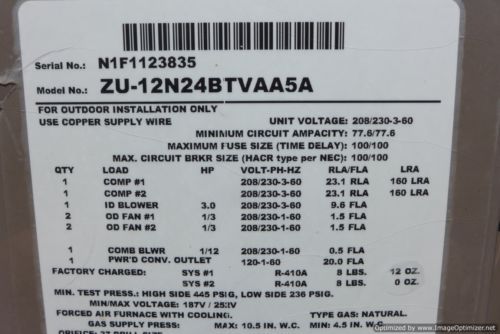 Serial No.: N1F1123835
Model No.: ZU-12N24BTVAA5A
FOR OUTDOOR INSTALLATION ONLY
USE COPPER SUPPLY WIRE UNIT VOLTAGE: 208/230-3-60
MINIMUM CIRCUIT AMPACITY: 77.6/77.6
MAXIMUM FUSE SIZE (TIME DELAY): 100/100
MAX. CIRCUIT BRKR SIZE (HACR type per NEC): 100/100
QTY LOAD HP VOLT-PH-HZ RLA/FLA LRA
1 COMP #1 208/230-3-60 23.1 RLA 160 LRA
1 COMP #2 208/230-3-60 23.1 RLA 160 LRA
1 ID BLOWER 3.0 208/230-3-60 9.6 FLA
2 OD FAN #1 1/3 208/230-1-60 1.5 FLA
2 OD FAN #2 1/3 208/230-1-60 1.5 FLA
1 COMB BLWR 1/12 208/230-1-60 0.5 FLA
1 PWR'D CONV. OUTLET 120-1-60 20.0 FLA
FACTORY CHARGED: SYS #1 R-410A 8 LBS. 12 OZ.
SYS #2 R-410A 8 LBS. 0 OZ.
MIN. TEST PRESS.: HIGH SIDE 445 PSIG, LOW SIDE 236 PSIG.
MIN/MAX VOLTAGE: 187V / 253V
FORCED AIR FURNACE WITH COOLING. GAS TYPE: NATURAL.
GAS SUPPLY PRESS: MAX: 10.5 IN. W.C. MIN: 4.5 IN. W.C.
Optimized by www.ImageOptimizer.net